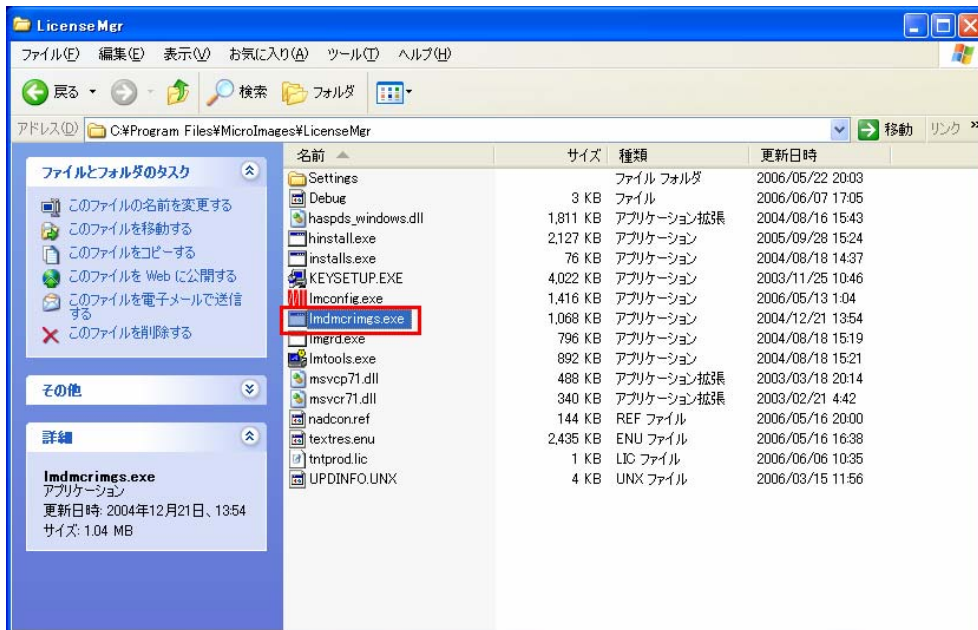 LicenseMgr
ファイル(F) 編集(E) 表示(V) お気に入り(A) ツール(T) ヘルプ(H)
戻る 検索 フォルダ
アドレス(D) C:¥Program Files¥MicroImages¥LicenseMgr 移動 リンク »
ファイルとフォルダのタスク
このファイルの名前を変更する
このファイルを移動する
このファイルをコピーする
このファイルを Web に公開する
このファイルを電子メールで送信
する
このファイルを削除する
その他
詳細
lmdmcrimgs.exe
アプリケーション
更新日時: 2004年12月21日、13:54
サイズ: 1.04 MB
名前 サイズ 種類 更新日時
Settings ファイル フォルダ 2006/05/22 20:03
Debug 3 KB ファイル 2006/06/07 17:05
haspds_windows.dll 1,811 KB アプリケーション拡張 2004/08/16 15:43
hinstall.exe 2,127 KB アプリケーション 2005/09/28 15:24
installs.exe 76 KB アプリケーション 2004/08/18 14:37
KEYSETUP.EXE 4,022 KB アプリケーション 2003/11/25 10:46
lmconfig.exe 1,416 KB アプリケーション 2006/05/13 1:04
lmdmcrimgs.exe 1,068 KB アプリケーション 2004/12/21 13:54
lmgrd.exe 796 KB アプリケーション 2004/08/18 15:19
lmtools.exe 892 KB アプリケーション 2004/08/18 15:21
msvcp71.dll 488 KB アプリケーション拡張 2003/03/18 20:14
msvcr71.dll 340 KB アプリケーション拡張 2003/02/21 4:42
nadcon.ref 144 KB REF ファイル 2006/05/16 20:00
textres.enu 2,435 KB ENU ファイル 2006/05/16 16:38
tntprod.lic 1 KB LIC ファイル 2006/06/06 10:35
UPDINFO.UNX 4 KB UNX ファイル 2006/03/15 11:56